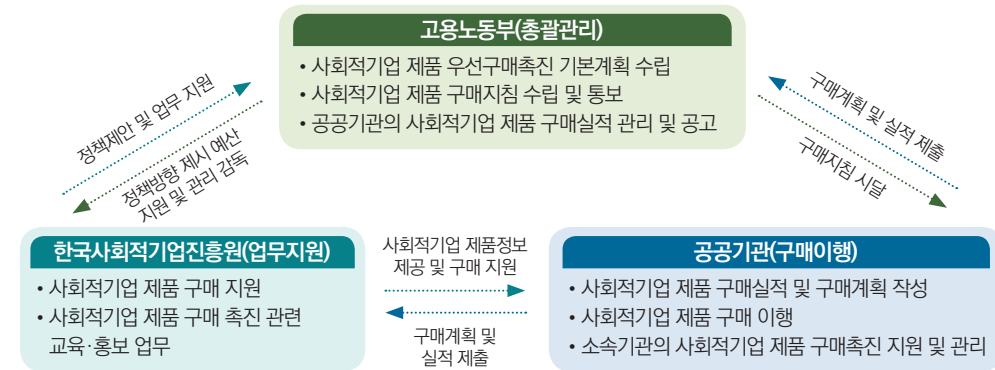 고용노동부(총괄관리)
• 사회적기업 제품 우선구매촉진 기본계획 수립
• 사회적기업 제품 구매지침 수립 및 통보
• 공공기관의 사회적기업 제품 구매실적 관리 및 공고
정책제안 및 업무 지원
정책방향 제시 예산
지원 및 관리 감독
구매계획 및 실적 제출
구매지침 시달
한국사회적기업진흥원(업무지원)
• 사회적기업 제품 구매 지원
• 사회적기업 제품 구매 촉진 관련
교육·홍보 업무
사회적기업 제품정보
제공 및 구매 지원
구매계획 및
실적 제출
공공기관(구매이행)
• 사회적기업 제품 구매실적 및 구매계획 작성
• 사회적기업 제품 구매 이행
• 소속기관의 사회적기업 제품 구매촉진 지원 및 관리